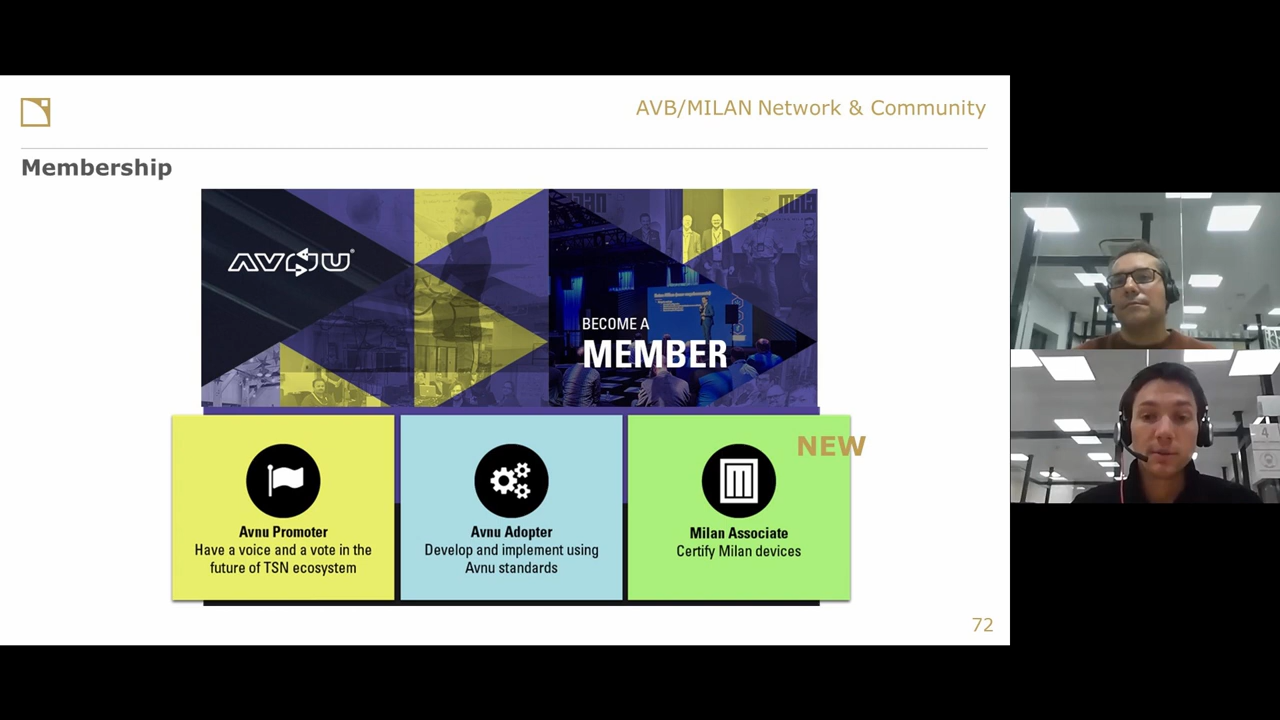 AVB/MILAN Network & Community
Membership
AVNU®
BECOME A
MEMBER
NEW
Avnu Promoter
Have a voice and a vote in the
future of TSN ecosystem
Avnu Adopter
Develop and implement using
Avnu standards
Milan Associate
Certify Milan devices
72
4